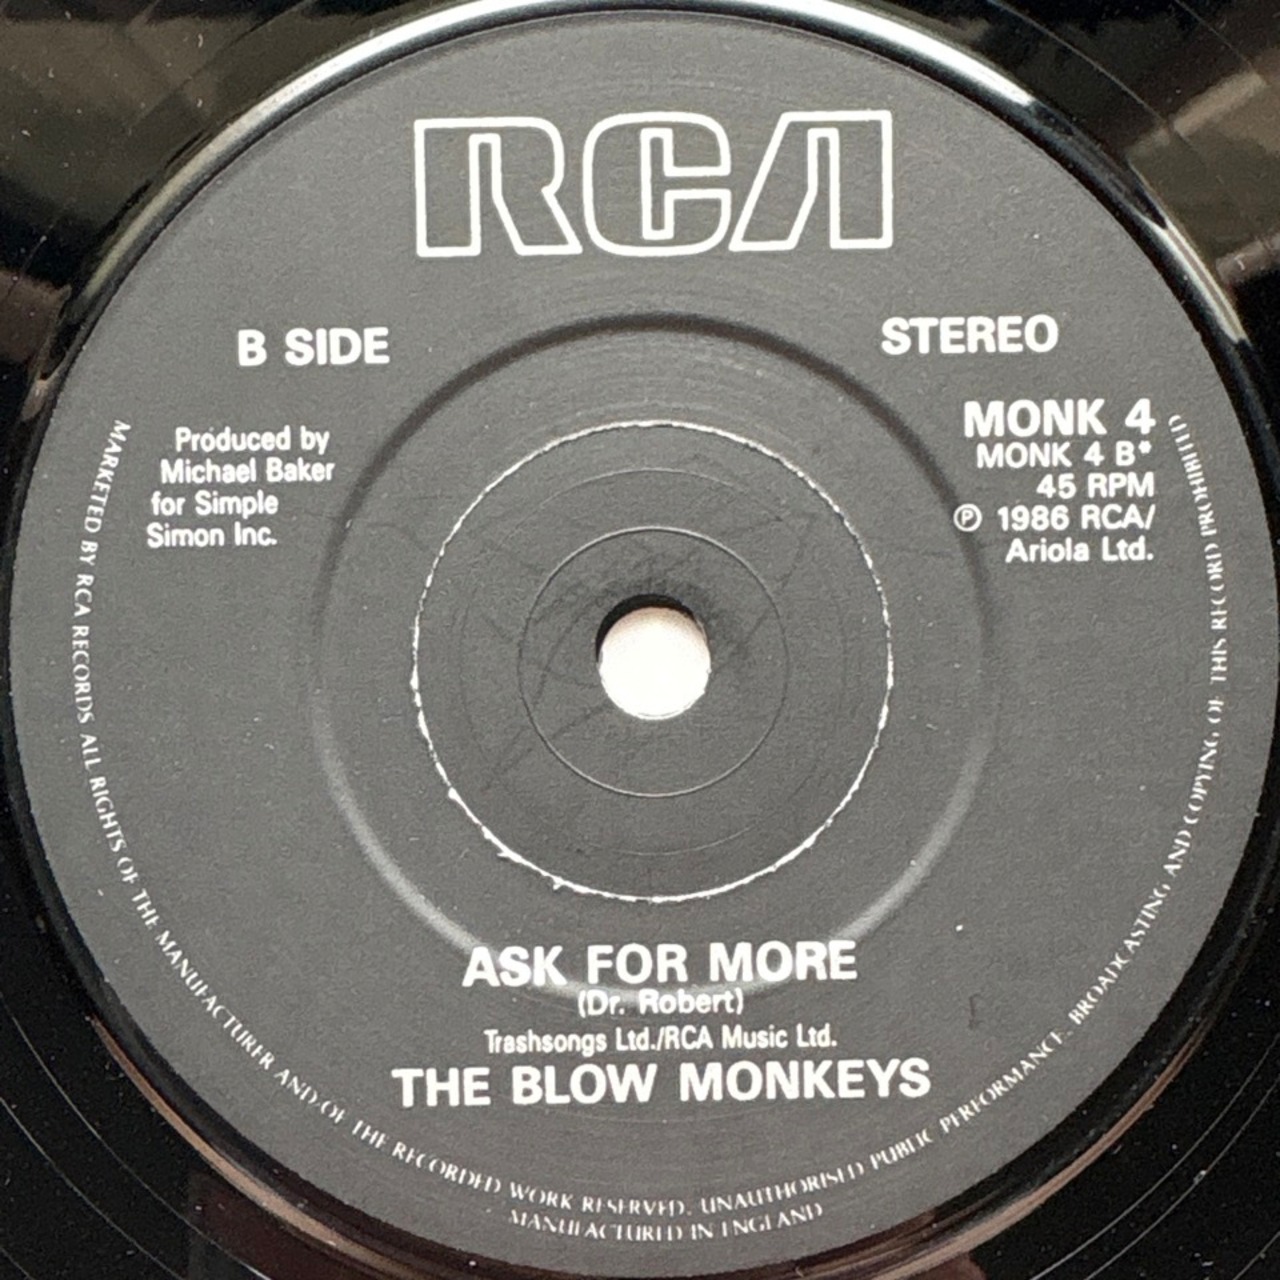 RCA
B SIDE
STEREO
Produced by
Michael Baker
for Simple
Simon Inc.
MONK 4
MONK 4 B*
45 RPM
℗ 1986 RCA/
Ariola Ltd.
ASK FOR MORE
(Dr. Robert)
Trashsongs Ltd./RCA Music Ltd.
THE BLOW MONKEYS
MARKETED BY RCA RECORDS ALL RIGHTS OF THE MANUFACTURER AND OF THE RECORDED WORK RESERVED. UNAUTHORISED PUBLIC PERFORMANCE. BROADCASTING AND COPYING OF THIS RECORD PROHIBITED
MANUFACTURED IN ENGLAND